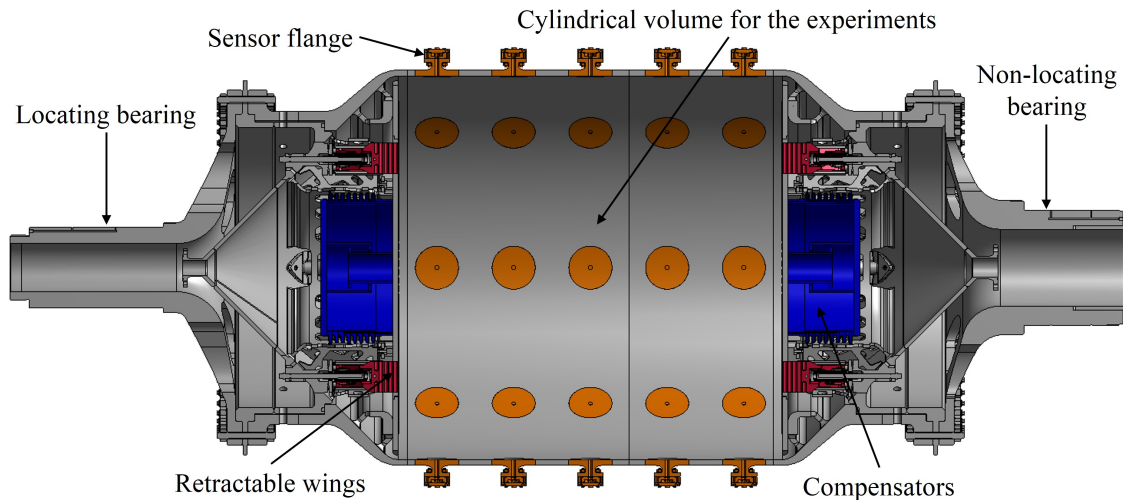 Cylindrical volume for the experiments
Sensor flange
Non-locating
bearing
Locating bearing
Retractable wings
Compensators